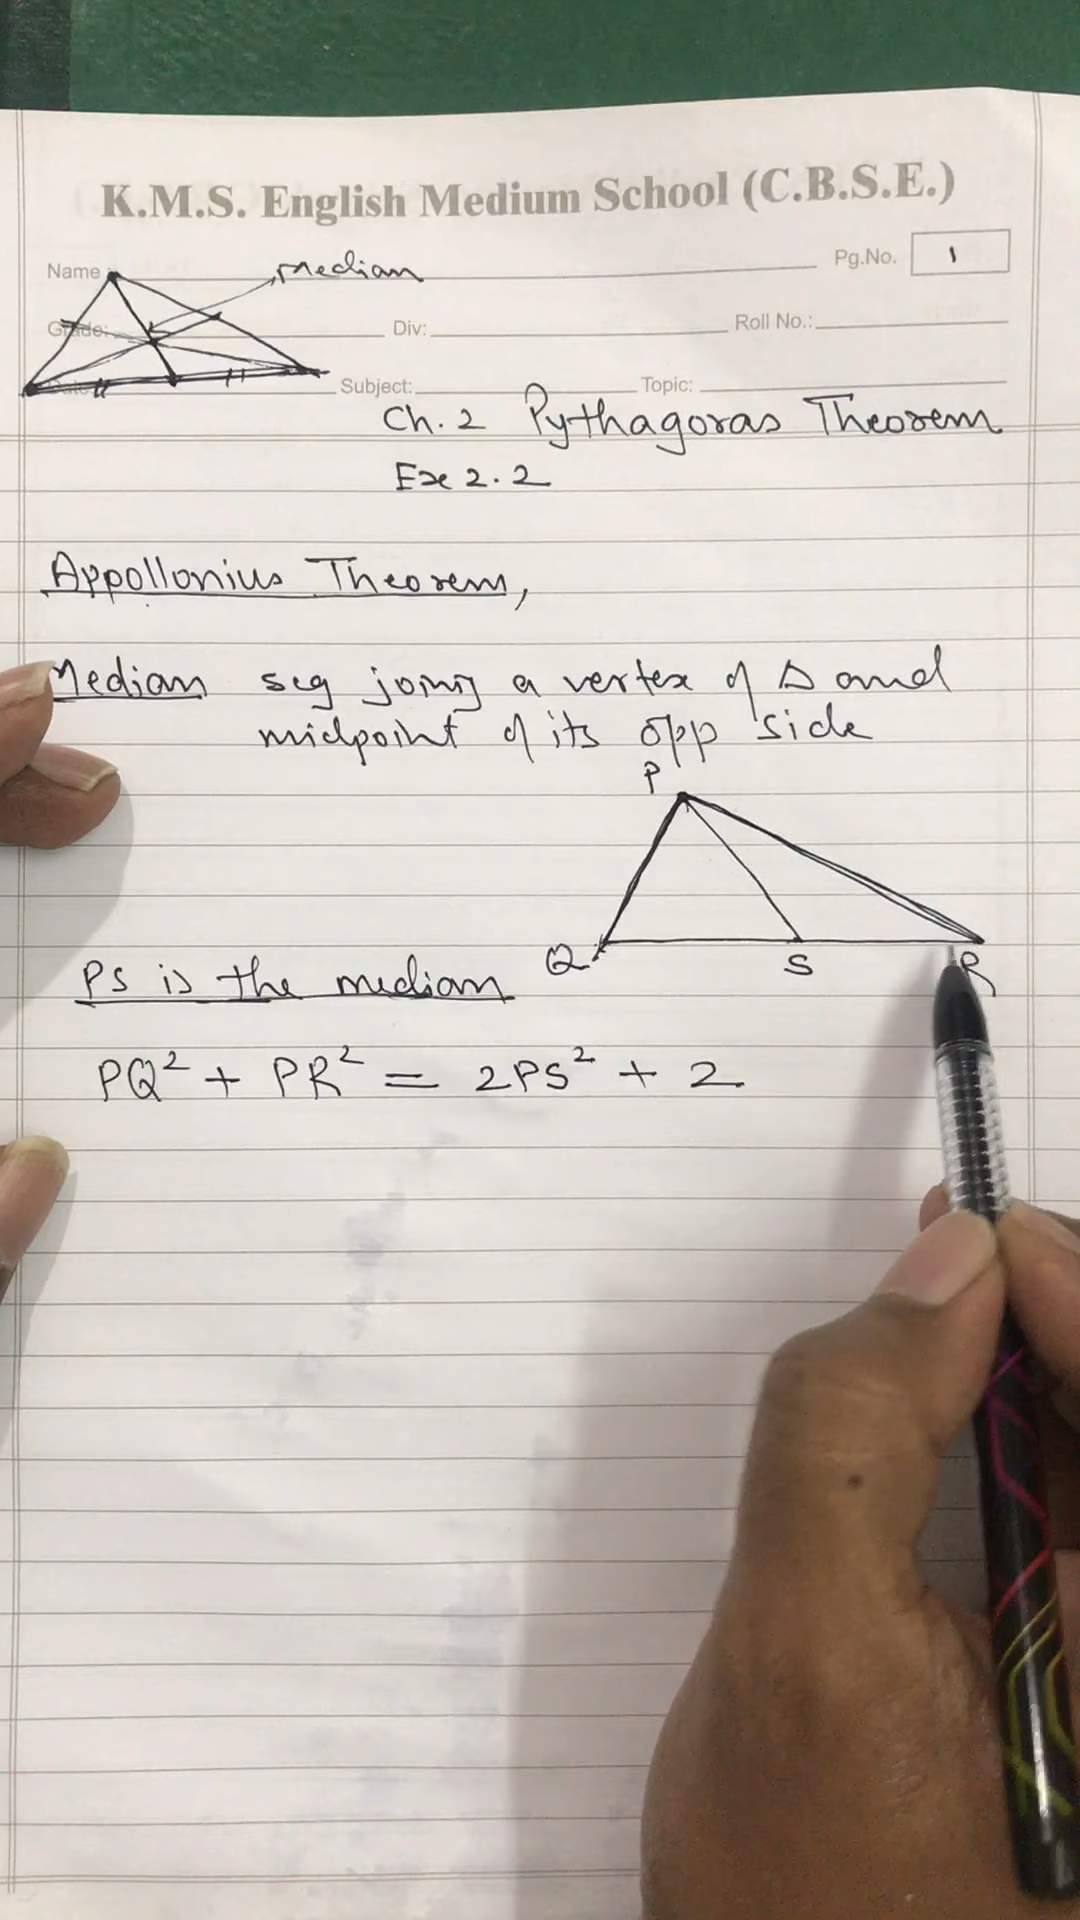 K.M.S. English Medium School (C.B.S.E.)
Name
Median
Pg.No. 1
Grade:
Div:
Roll No.:
Subject:
Topic:
Ch. 2 Pythagoras Theorem
Exe 2.2
Appollonius Theorem,
Median seg joing a vertex of Δ and
midpoint of its opp side
P
Q
S
R
PS is the median
PQ² + PR² = 2PS² + 2